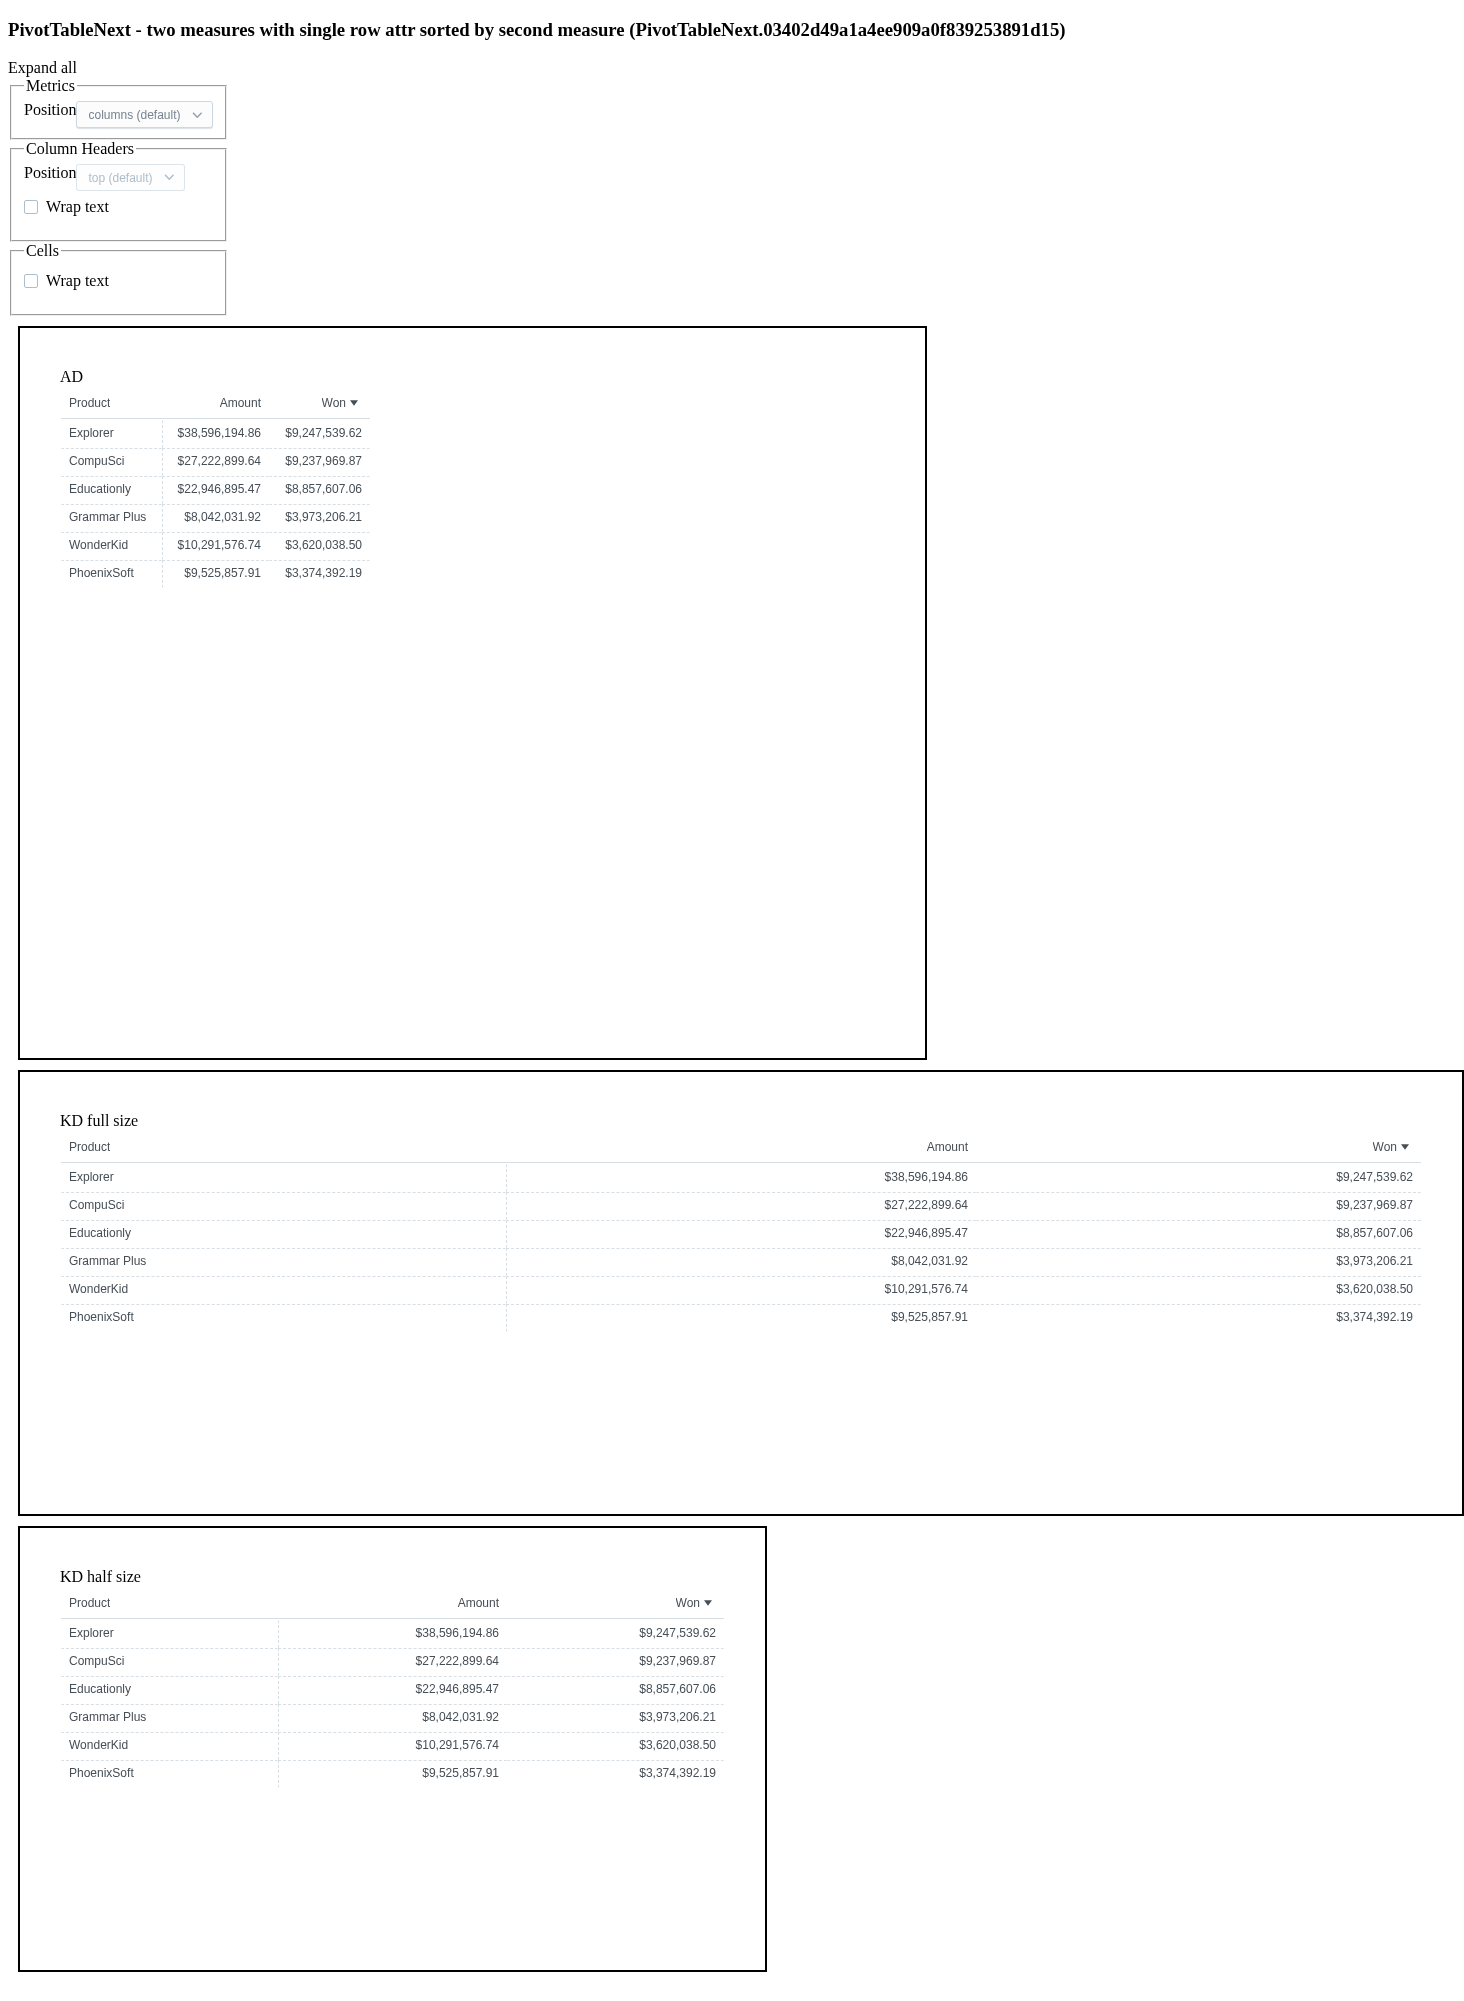 PivotTableNext - two measures with single row attr sorted by second measure (PivotTableNext.03402d49a1a4ee909a0f839253891d15)
Expand all
Metrics
Position columns (default)
Column Headers
Position top (default)
Wrap text
Cells
Wrap text
AD
Product Amount Won
Explorer $38,596,194.86 $9,247,539.62
CompuSci $27,222,899.64 $9,237,969.87
Educationly $22,946,895.47 $8,857,607.06
Grammar Plus $8,042,031.92 $3,973,206.21
WonderKid $10,291,576.74 $3,620,038.50
PhoenixSoft $9,525,857.91 $3,374,392.19
KD full size
Product Amount Won
Explorer $38,596,194.86 $9,247,539.62
CompuSci $27,222,899.64 $9,237,969.87
Educationly $22,946,895.47 $8,857,607.06
Grammar Plus $8,042,031.92 $3,973,206.21
WonderKid $10,291,576.74 $3,620,038.50
PhoenixSoft $9,525,857.91 $3,374,392.19
KD half size
Product Amount Won
Explorer $38,596,194.86 $9,247,539.62
CompuSci $27,222,899.64 $9,237,969.87
Educationly $22,946,895.47 $8,857,607.06
Grammar Plus $8,042,031.92 $3,973,206.21
WonderKid $10,291,576.74 $3,620,038.50
PhoenixSoft $9,525,857.91 $3,374,392.19